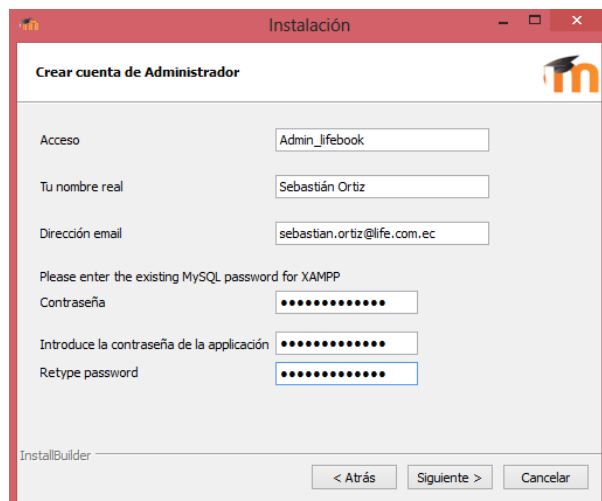 Instalación
Crear cuenta de Administrador
m
Acceso
Admin_lifebook
Tu nombre real
Sebastián Ortiz
Dirección email
sebastian.ortiz@life.com.ec
Please enter the existing MySQL password for XAMPP
Contraseña
•••••••••••••
Introduce la contraseña de la aplicación
•••••••••••••
Retype password
•••••••••••••
InstallBuilder
< Atrás
Siguiente >
Cancelar